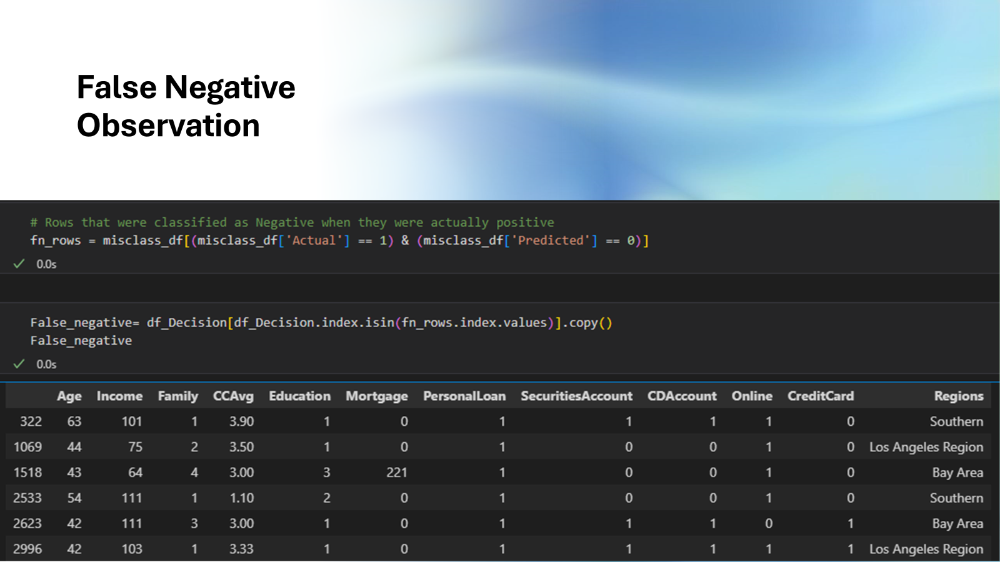 False Negative
Observation
# Rows that were classified as Negative when they were actually positive
fn_rows = misclass_df[(misclass_df['Actual'] == 1) & (misclass_df['Predicted'] == 0)]
✓ 0.0s
False_negative= df_Decision[df_Decision.index.isin(fn_rows.index.values)].copy()
False_negative
✓ 0.0s
Age Income Family CCAvg Education Mortgage PersonalLoan SecuritiesAccount CDAccount Online CreditCard Regions
322 63 101 1 3.90 1 0 1 1 1 1 0 Southern
1069 44 75 2 3.50 1 0 1 0 0 1 0 Los Angeles Region
1518 43 64 4 3.00 3 221 1 0 0 1 0 Bay Area
2533 54 111 1 1.10 2 0 1 0 0 1 0 Southern
2623 42 111 3 3.00 1 0 1 1 1 0 1 Bay Area
2996 42 103 1 3.33 1 0 1 1 1 1 1 Los Angeles Region